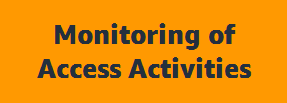 Monitoring of
Access Activities